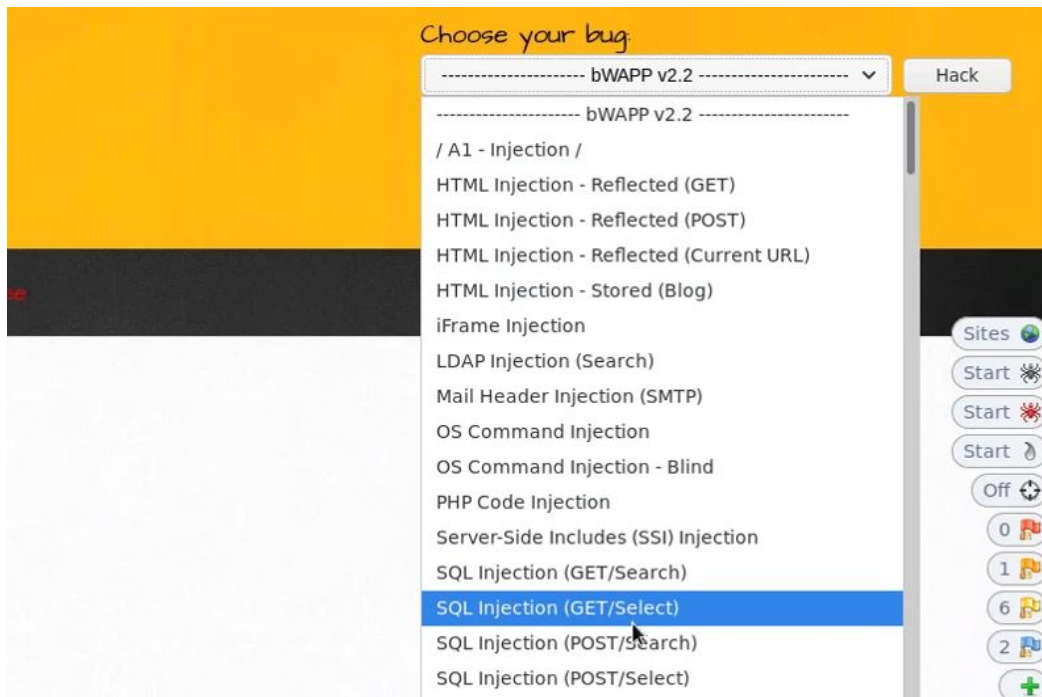 Choose your bug:
---------------------- bWAPP v2.2 -----------------------
Hack
---------------------- bWAPP v2.2 -----------------------
/ A1 - Injection /
HTML Injection - Reflected (GET)
HTML Injection - Reflected (POST)
HTML Injection - Reflected (Current URL)
HTML Injection - Stored (Blog)
ee
iFrame Injection
Sites
LDAP Injection (Search)
Start
Mail Header Injection (SMTP)
Start
OS Command Injection
Start
OS Command Injection - Blind
Off
PHP Code Injection
0
Server-Side Includes (SSI) Injection
1
SQL Injection (GET/Search)
6
SQL Injection (GET/Select)
2
SQL Injection (POST/Search)
SQL Injection (POST/Select)